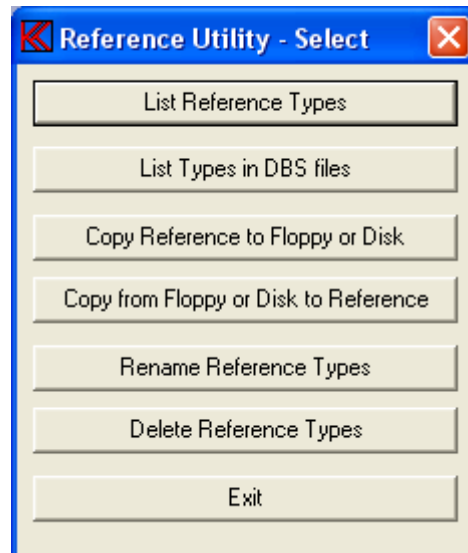 Reference Utility - Select
List Reference Types
List Types in DBS files
Copy Reference to Floppy or Disk
Copy from Floppy or Disk to Reference
Rename Reference Types
Delete Reference Types
Exit